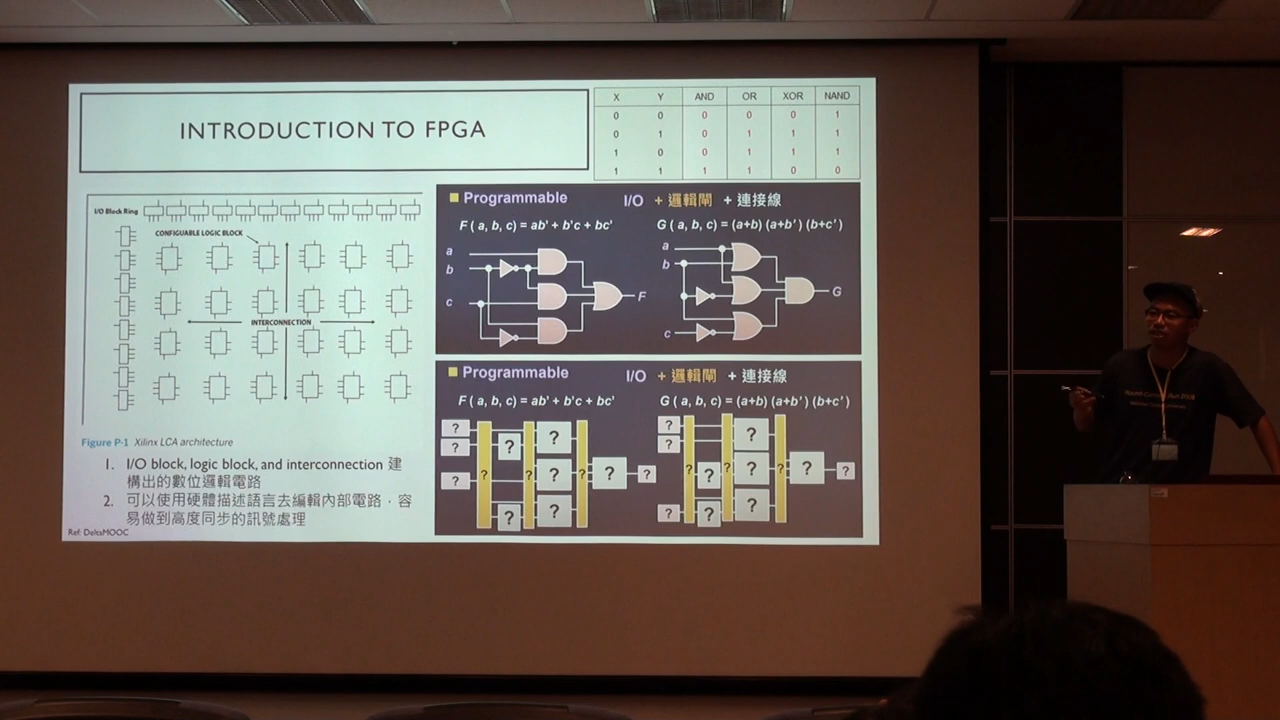 INTRODUCTION TO FPGA
X Y AND OR XOR NAND
0 0 0 0 0 1
0 1 0 1 1 1
1 0 0 1 1 1
1 1 1 1 0 0
I/O Block Ring
CONFIGUABLE LOGIC BLOCK
INTERCONNECTION
Figure P-1 Xilinx LCA architecture
1. I/O block, logic block, and interconnection 建
構出的數位邏輯電路
2. 可以使用硬體描述語言去編輯內部電路，容
易做到高度同步的訊號處理
Ref: DeltaMOOC
Programmable I/O + 邏輯閘 + 連接線
F ( a, b, c) = ab' + b'c + bc'
G ( a, b, c) = (a+b) (a+b' ) (b+c' )
a
b
c
F
a
b
c
G
Programmable I/O + 邏輯閘 + 連接線
F ( a, b, c) = ab' + b'c + bc'
G ( a, b, c) = (a+b) (a+b' ) (b+c' )
? ? ? ? ? ? ? ? ? ? ? ? ? ?
? ? ? ? ? ? ? ? ? ? ? ? ? ?